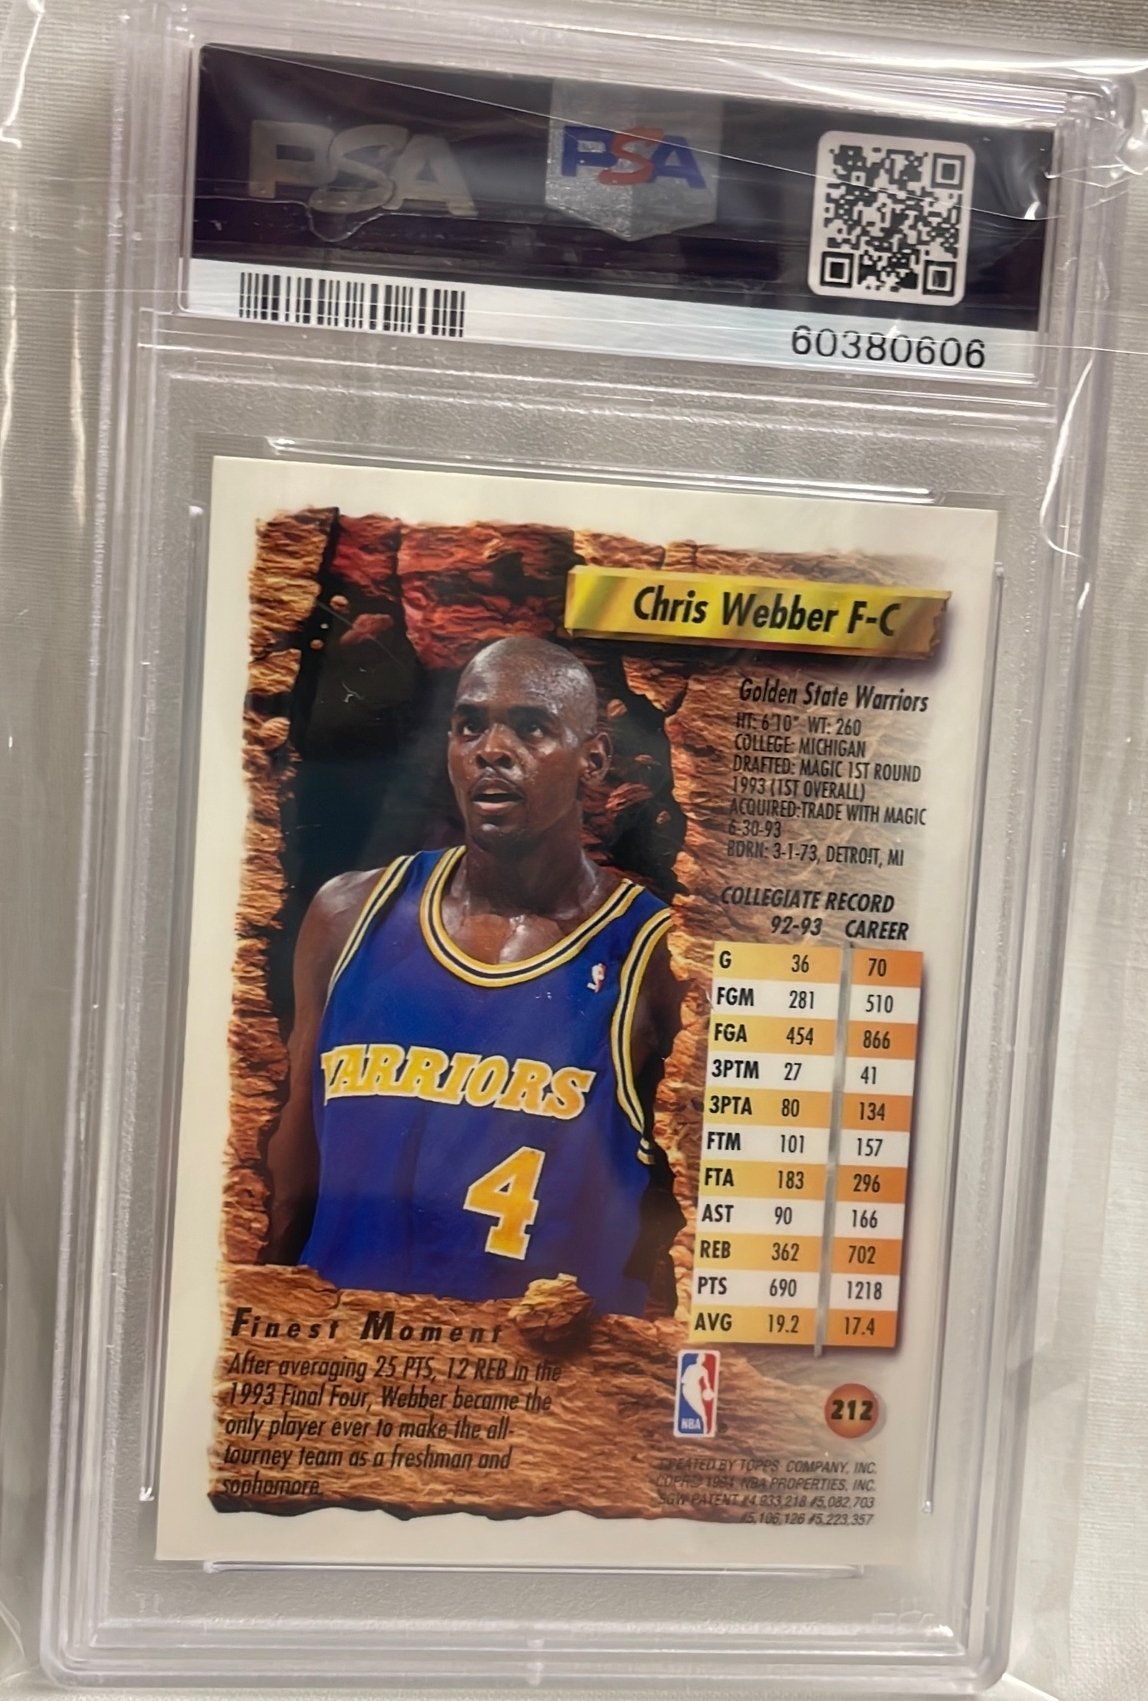 PSA
PSA
60380606
Chris Webber F-C
Golden State Warriors
HT: 6'10" WT: 260
COLLEGE: MICHIGAN
DRAFTED: MAGIC 1ST ROUND
1993 (1ST OVERALL)
ACQUIRED:TRADE WITH MAGIC
6-30-93
BORN: 3-1-73, DETROIT, MI
COLLEGIATE RECORD
92-93 CAREER
G 36 70
FGM 281 510
FGA 454 866
3PTM 27 41
3PTA 80 134
FTM 101 157
FTA 183 296
AST 90 166
REB 362 702
PTS 690 1218
AVG 19.2 17.4
WARRIORS
4
Finest Moment
After averaging 25 PTS, 12 REB in the
1993 Final Four, Webber became the
only player ever to make the all-
tourney team as a freshman and
sophomore.
NBA
212
CREATED BY TOPPS COMPANY, INC.
COPR© 1994 NBA PROPERTIES, INC.
SGW PATENT #4,933,218 #5,082,703
#5,106,126 #5,223,357
PSA